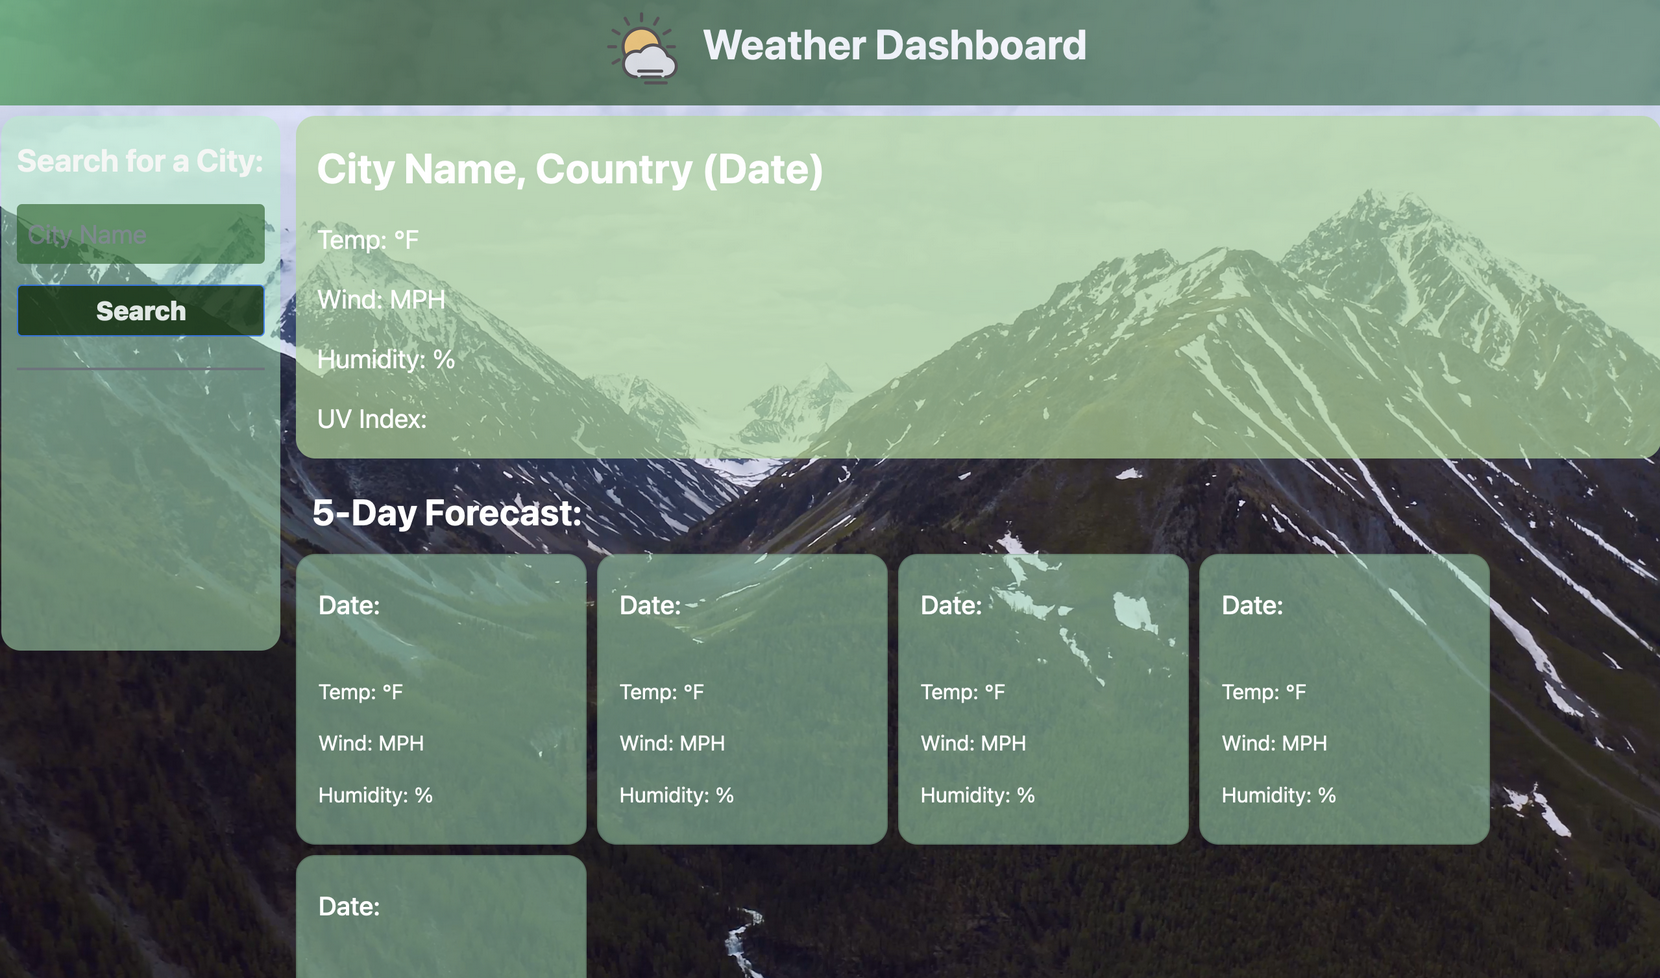 Weather Dashboard
Search for a City:
City Name
Search
City Name, Country (Date)
Temp: °F
Wind: MPH
Humidity: %
UV Index:
5-Day Forecast:
Date:
Temp: °F
Wind: MPH
Humidity: %
Date:
Temp: °F
Wind: MPH
Humidity: %
Date:
Temp: °F
Wind: MPH
Humidity: %
Date:
Temp: °F
Wind: MPH
Humidity: %
Date: